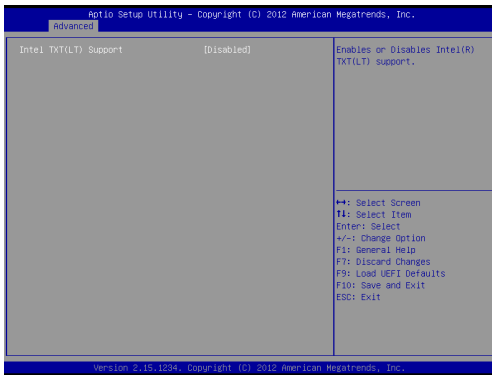 Aptio Setup Utility – Copyright (C) 2012 American Megatrends, Inc.
Advanced
Intel TXT(LT) Support [Disabled]
Enables or Disables Intel(R)
TXT(LT) support.
↔: Select Screen
↑↓: Select Item
Enter: Select
+/-: Change Option
F1: General Help
F7: Discard Changes
F9: Load UEFI Defaults
F10: Save and Exit
ESC: Exit
Version 2.15.1234. Copyright (C) 2012 American Megatrends, Inc.